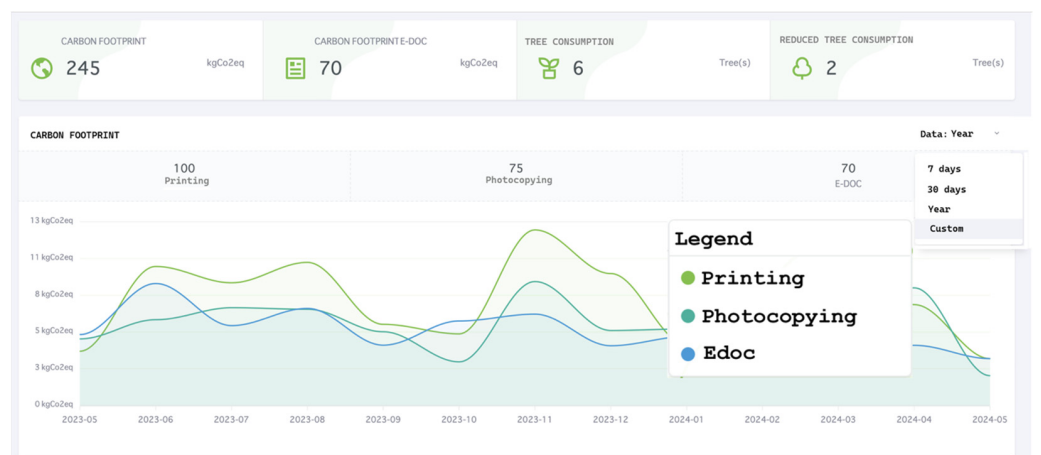 CARBON FOOTPRINT
245 kgCo2eq
CARBON FOOTPRINT E-DOC
70 kgCo2eq
TREE CONSUMPTION
6 Tree(s)
REDUCED TREE CONSUMPTION
2 Tree(s)
CARBON FOOTPRINT
Data: Year
100
Printing
75
Photocopying
70
E-DOC
7 days
30 days
Year
Custom
13 kgCo2eq
11 kgCo2eq
8 kgCo2eq
5 kgCo2eq
3 kgCo2eq
0 kgCo2eq
Legend
Printing
Photocopying
Edoc
2023-05 2023-06 2023-07 2023-08 2023-09 2023-10 2023-11 2023-12 2024-01 2024-02 2024-03 2024-04 2024-05